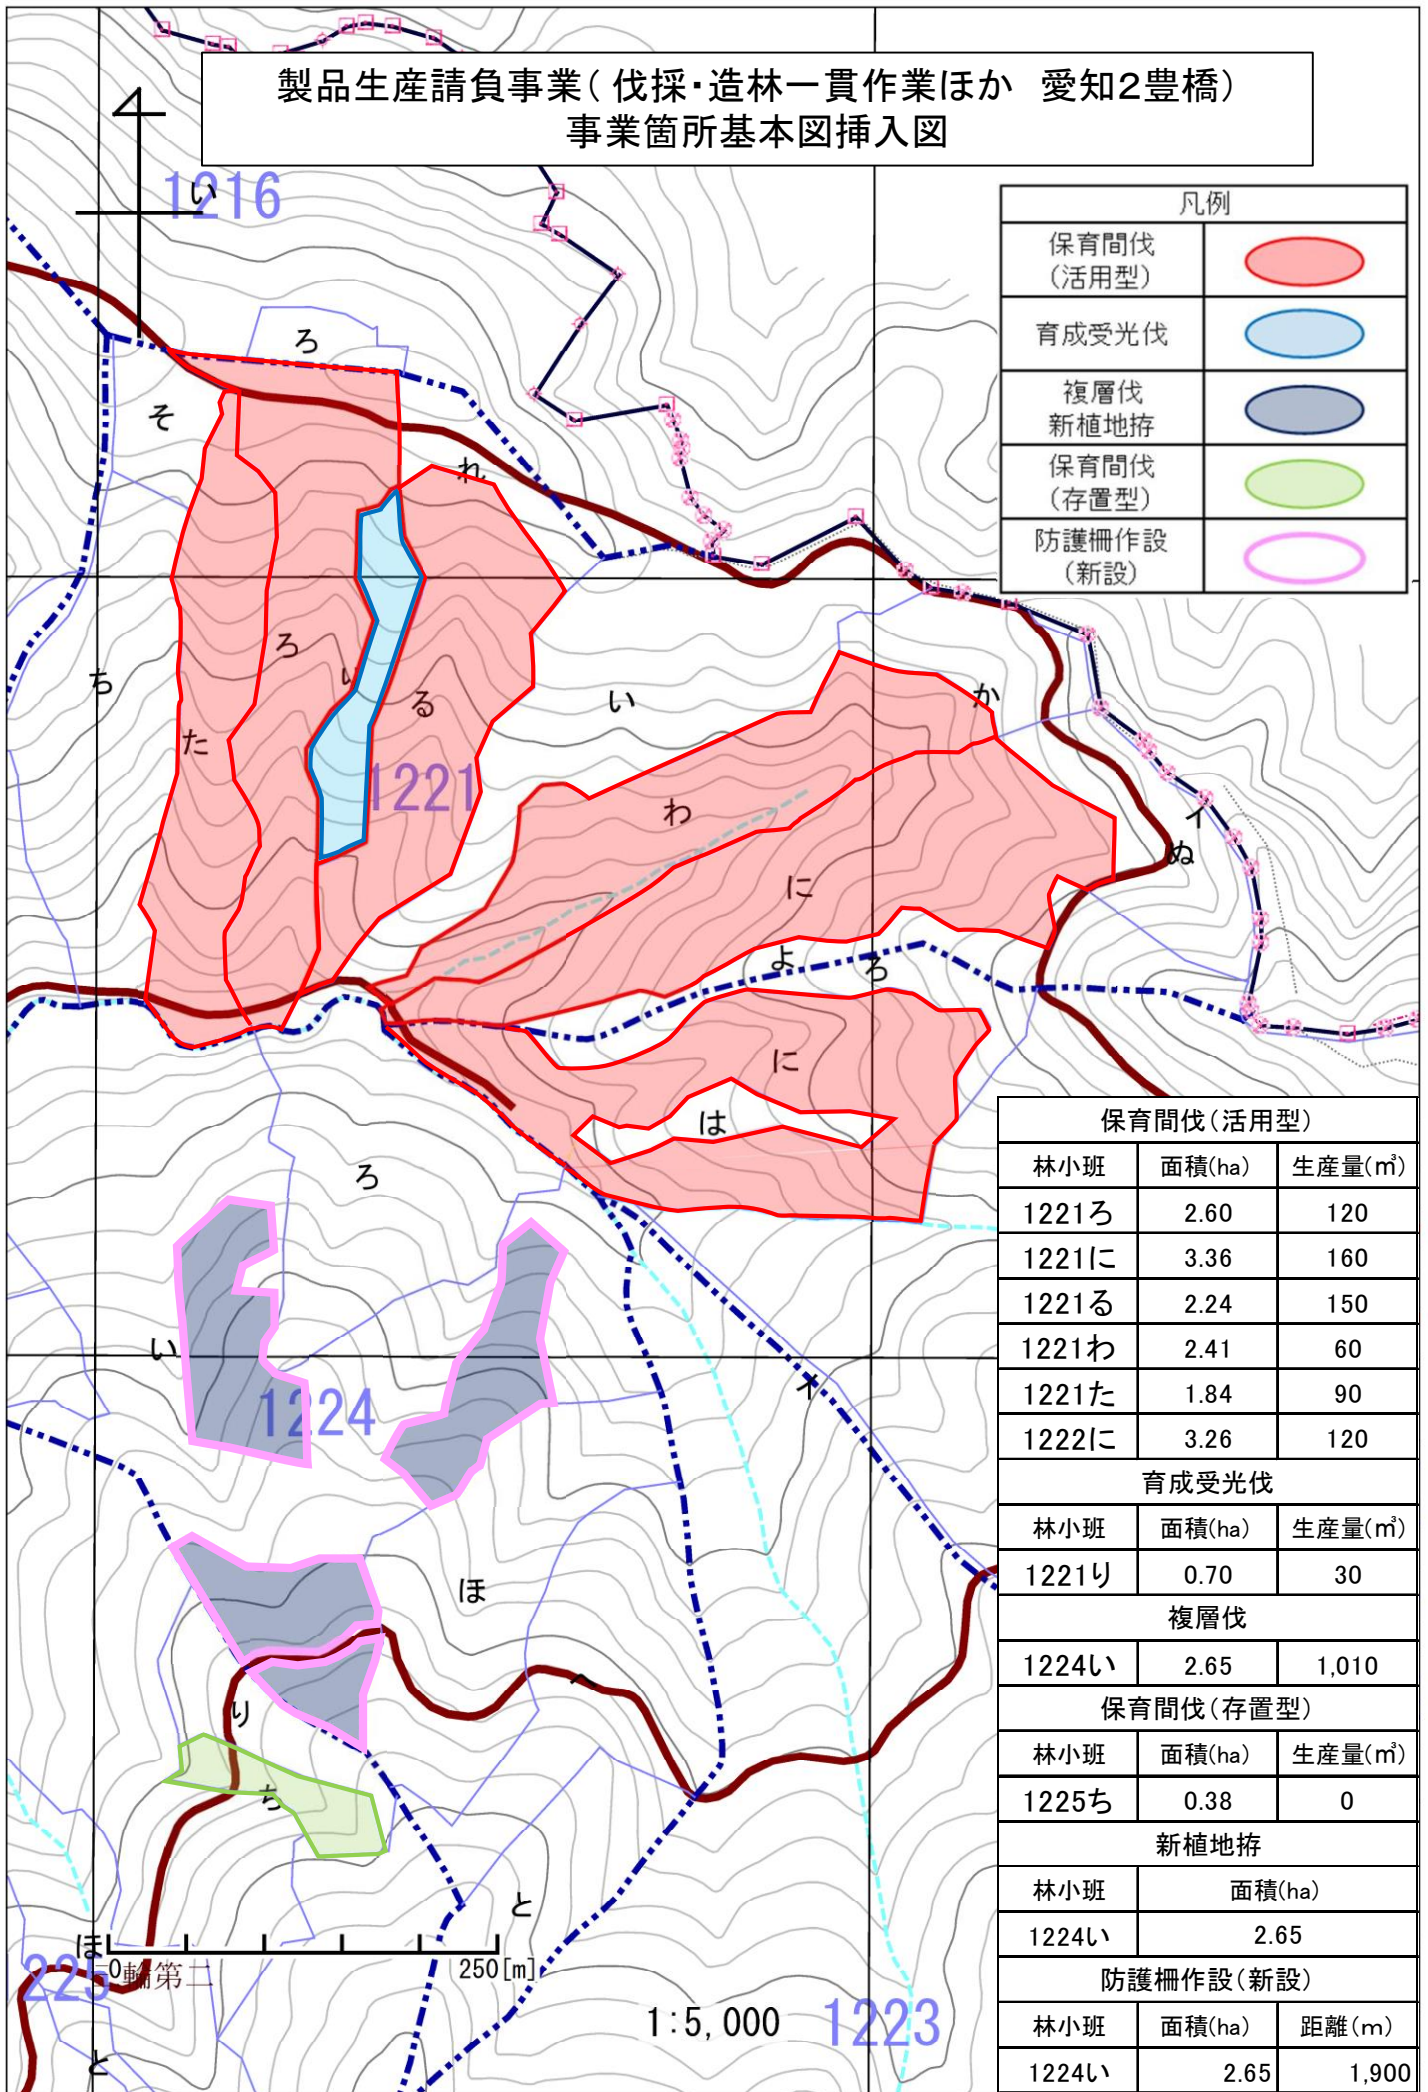 製品生産請負事業(伐採・造林一貫作業ほか　愛知2豊橋)
事業箇所基本図挿入図
1216
い
凡例
保育間伐
(活用型)
育成受光伐
複層伐
新植地拵
保育間伐
(存置型)
防護柵作設
(新設)
ろ
そ
れ
ろ
ち
り
る
い
か
た
1221
わ
イ
ぬ
に
よ
ろ
に
は
ろ
い
イ
1224
ほ
へ
り
ち
と
ほ
225
輪第二
0
250[m]
1:5,000
1223
と
保育間伐(活用型)
林小班 面積(ha) 生産量(㎥)
1221ろ 2.60 120
1221に 3.36 160
1221る 2.24 150
1221わ 2.41 60
1221た 1.84 90
1222に 3.26 120
育成受光伐
林小班 面積(ha) 生産量(㎥)
1221り 0.70 30
複層伐
1224い 2.65 1,010
保育間伐(存置型)
林小班 面積(ha) 生産量(㎥)
1225ち 0.38 0
新植地拵
林小班 面積(ha)
1224い 2.65
防護柵作設(新設)
林小班 面積(ha) 距離(m)
1224い 2.65 1,900